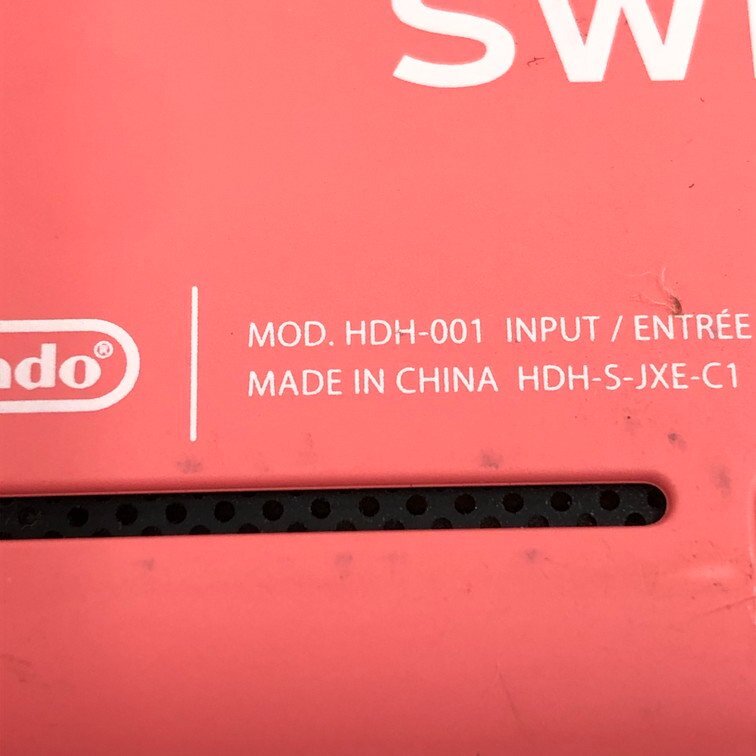 SW
ndo®
MOD. HDH-001 INPUT / ENTRÉE
MADE IN CHINA HDH-S-JXE-C1